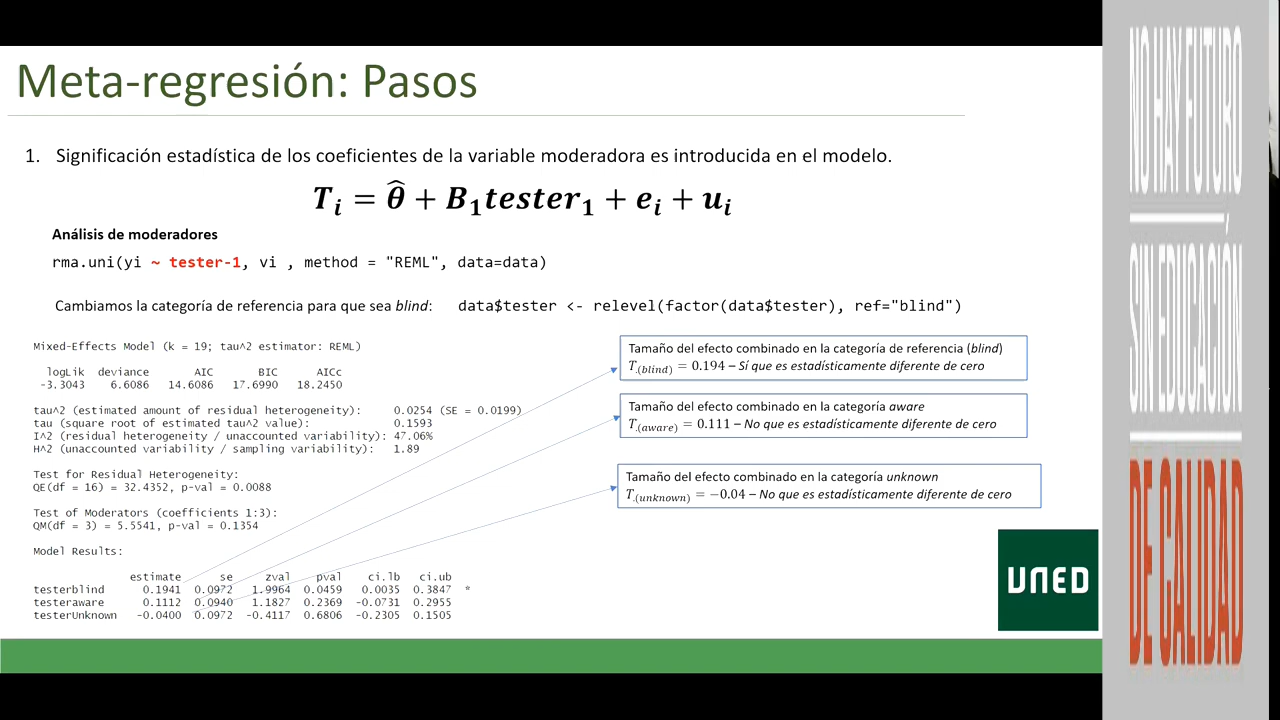 Meta-regresión: Pasos
1. Significación estadística de los coeficientes de la variable moderadora es introducida en el modelo.
T_i = θ̂ + B_1tester_1 + e_i + u_i
Análisis de moderadores
rma.uni(yi ~ tester-1, vi , method = "REML", data=data)
Cambiamos la categoría de referencia para que sea blind: data$tester <- relevel(factor(data$tester), ref="blind")
Mixed-Effects Model (k = 19; tau^2 estimator: REML)
logLik deviance AIC BIC AICc
-3.3043 6.6086 14.6086 17.6990 18.2450
tau^2 (estimated amount of residual heterogeneity): 0.0254 (SE = 0.0199)
tau (square root of estimated tau^2 value): 0.1593
I^2 (residual heterogeneity / unaccounted variability): 47.06%
H^2 (unaccounted variability / sampling variability): 1.89
Test for Residual Heterogeneity:
QE(df = 16) = 32.4352, p-val = 0.0088
Test of Moderators (coefficients 1:3):
QM(df = 3) = 5.5541, p-val = 0.1354
Model Results:
estimate se zval pval ci.lb ci.ub
testerblind 0.1941 0.0972 1.9964 0.0459 0.0035 0.3847 *
testeraware 0.1112 0.0940 1.1827 0.2369 -0.0731 0.2955
testerUnknown -0.0400 0.0972 -0.4117 0.6806 -0.2305 0.1505
Tamaño del efecto combinado en la categoría de referencia (blind)
T.(blind) = 0.194 – Sí que es estadísticamente diferente de cero
Tamaño del efecto combinado en la categoría aware
T.(aware) = 0.111 – No que es estadísticamente diferente de cero
Tamaño del efecto combinado en la categoría unknown
T.(unknown) = −0.04 – No que es estadísticamente diferente de cero
UNED
NO HAY FUTURO
SIN EDUCACIÓN
DE CALIDAD